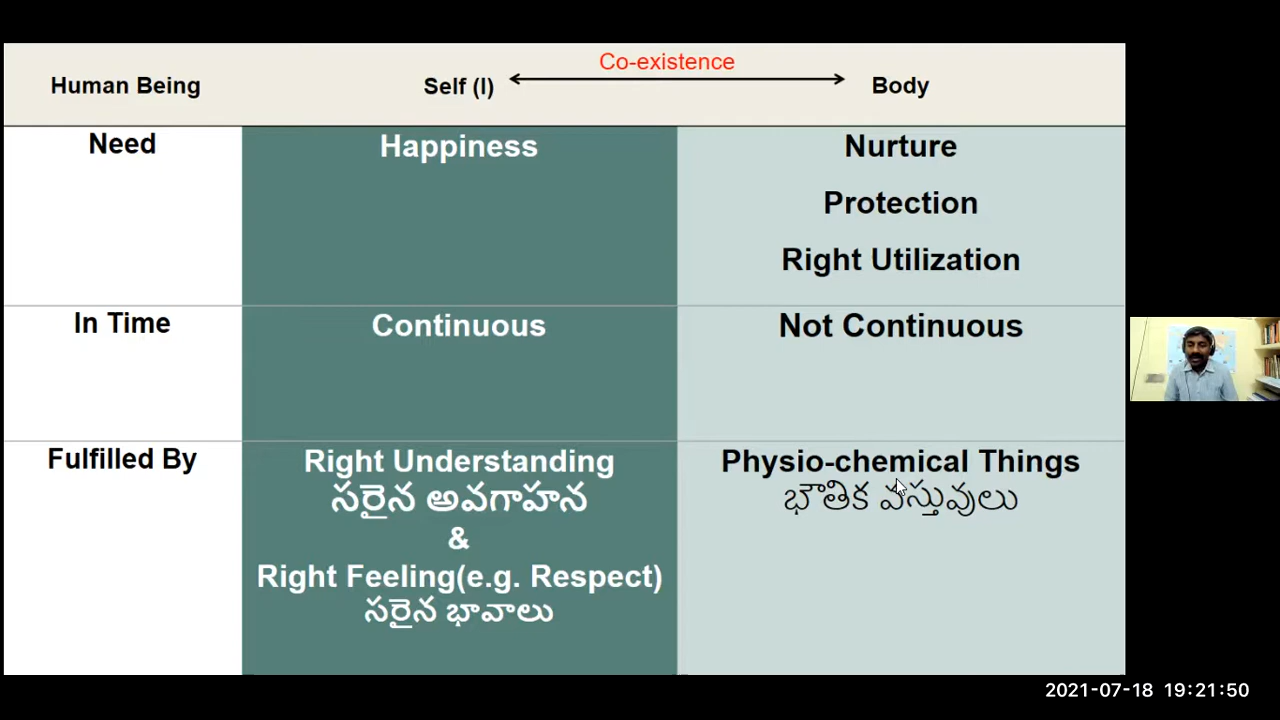 Co-existence
Human Being Self (I) Body
Need Happiness Nurture
Protection
Right Utilization
In Time Continuous Not Continuous
Fulfilled By Right Understanding Physio-chemical Things
సరైన అవగాహన భౌతిక వస్తువులు
&
Right Feeling(e.g. Respect)
సరైన భావాలు
2021-07-18 19:21:50